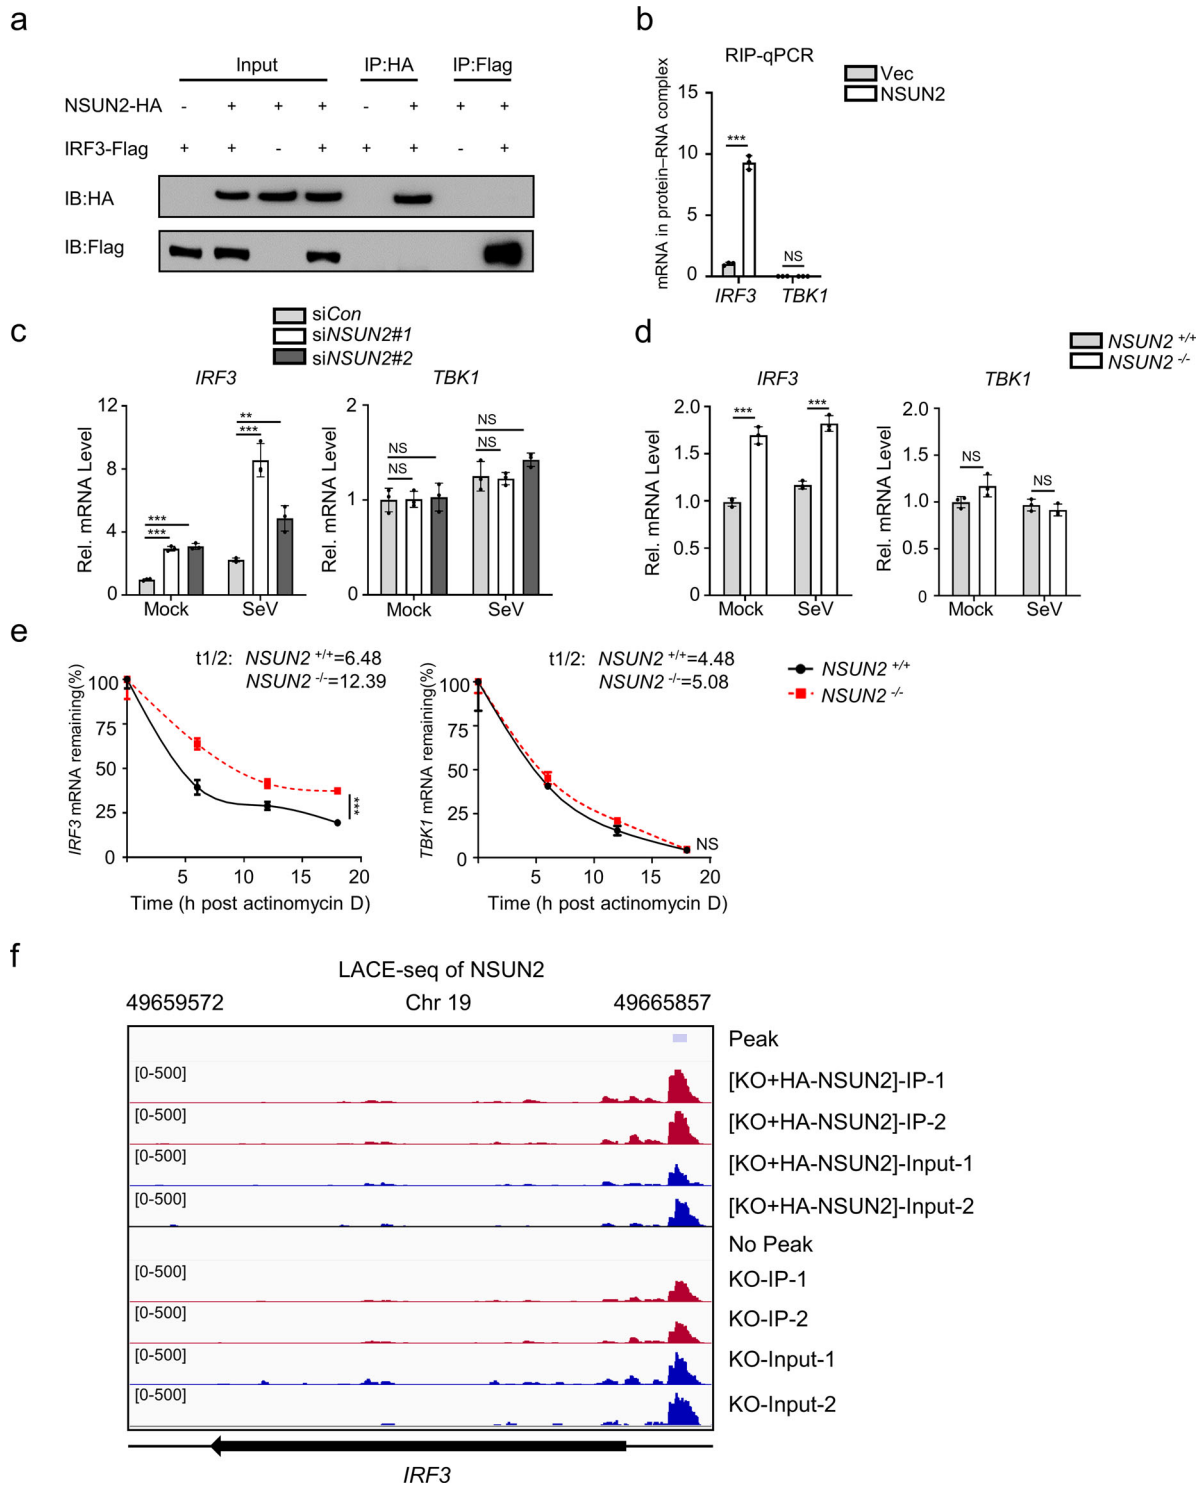 a
Input
IP:HA
IP:Flag
NSUN2-HA - + + + - + + +
IRF3-Flag + + - + + + - +
IB:HA
IB:Flag
b
RIP-qPCR
Vec
NSUN2
mRNA in protein–RNA complex
15
10
5
0
***
NS
IRF3
TBK1
c
siCon
siNSUN2#1
siNSUN2#2
IRF3
Rel. mRNA Level
12
8
4
0
***
***
**
***
Mock
SeV
TBK1
Rel. mRNA Level
2
1
0
NS
NS
NS
NS
Mock
SeV
d
NSUN2 +/+
NSUN2 -/-
IRF3
Rel. mRNA Level
2.0
1.5
1.0
0.5
0
***
***
Mock
SeV
TBK1
Rel. mRNA Level
2.0
1.5
1.0
0.5
0
NS
NS
Mock
SeV
e
t1/2: NSUN2 +/+=6.48
NSUN2 -/-=12.39
IRF3 mRNA remaining(%)
100
75
50
25
0
***
5 10 15 20
Time (h post actinomycin D)
t1/2: NSUN2 +/+=4.48
NSUN2 -/-=5.08
TBK1 mRNA remaining(%)
100
75
50
25
0
NS
5 10 15 20
Time (h post actinomycin D)
NSUN2 +/+
NSUN2 -/-
f
LACE-seq of NSUN2
49659572 Chr 19 49665857
Peak
[0-500] [KO+HA-NSUN2]-IP-1
[0-500] [KO+HA-NSUN2]-IP-2
[0-500] [KO+HA-NSUN2]-Input-1
[0-500] [KO+HA-NSUN2]-Input-2
No Peak
[0-500] KO-IP-1
[0-500] KO-IP-2
[0-500] KO-Input-1
[0-500] KO-Input-2
IRF3